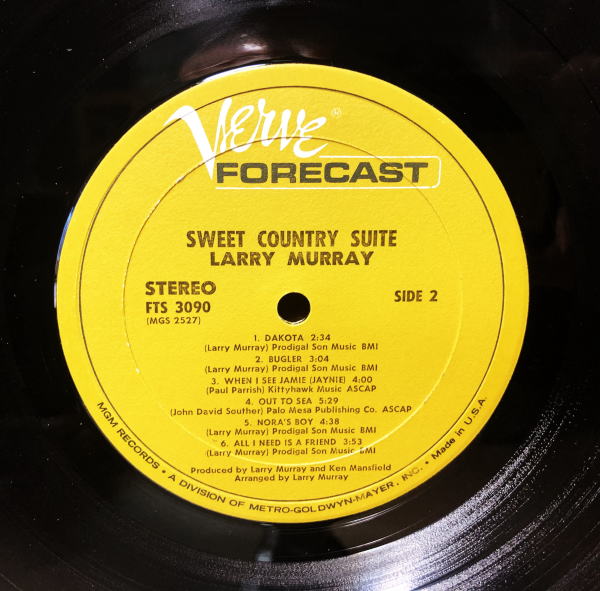 Verve®
FORECAST
SWEET COUNTRY SUITE
LARRY MURRAY
STEREO
FTS 3090
(MGS 2527)
SIDE 2
1. DAKOTA 2:34
(Larry Murray) Prodigal Son Music BMI
2. BUGLER 3:04
(Larry Murray) Prodigal Son Music BMI
3. WHEN I SEE JAMIE (JAYNIE) 4:00
(Paul Parrish) Kittyhawk Music ASCAP
4. OUT TO SEA 5:29
(John David Souther) Palo Mesa Publishing Co. ASCAP
5. NORA'S BOY 4:38
(Larry Murray) Prodigal Son Music BMI
6. ALL I NEED IS A FRIEND 3:53
(Larry Murray) Prodigal Son Music BMI
Produced by Larry Murray and Ken Mansfield
Arranged by Larry Murray
MGM RECORDS • A DIVISION OF METRO-GOLDWYN-MAYER, INC. • Made in U.S.A.